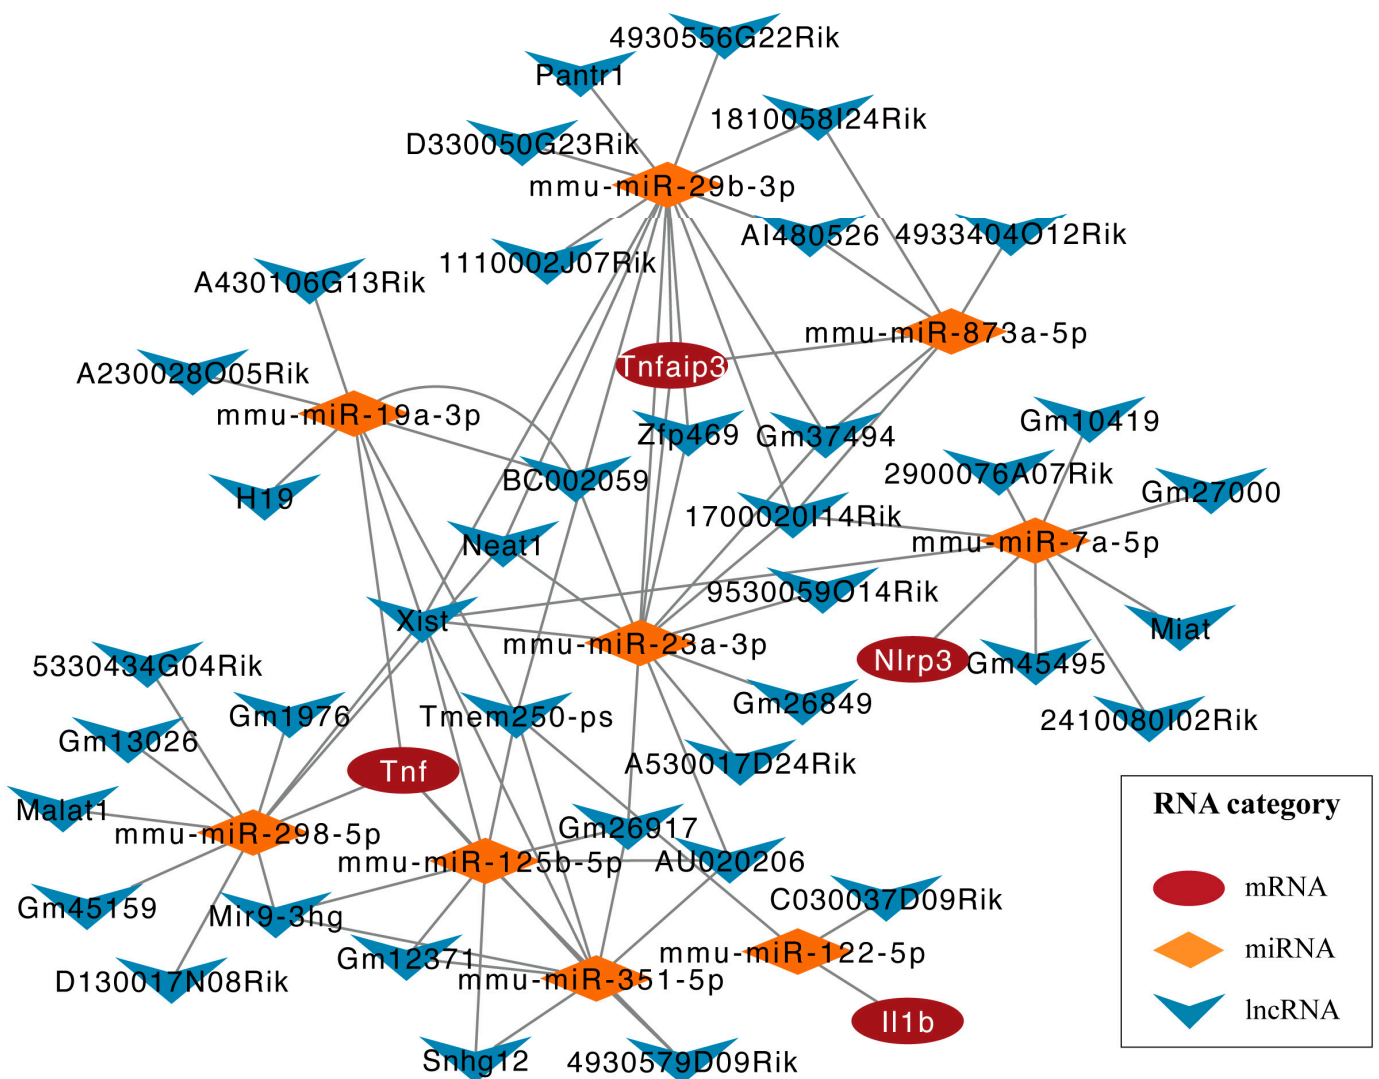 4930556G22Rik
Pantr1
1810058I24Rik
D330050G23Rik
mmu-miR-29b-3p
AI480526
4933404O12Rik
1110002J07Rik
A430106G13Rik
mmu-miR-873a-5p
Tnfaip3
A230028O05Rik
mmu-miR-19a-3p
Gm10419
Zfp469
Gm37494
2900076A07Rik
BC002059
H19
Gm27000
1700020I14Rik
Neat1
mmu-miR-7a-5p
9530059O14Rik
Xist
Miat
mmu-miR-23a-3p
Nlrp3
Gm45495
5330434G04Rik
Gm26849
Gm1976
Tmem250-ps
2410080I02Rik
Gm13026
A530017D24Rik
Tnf
Malat1
mmu-miR-298-5p
Gm26917
mmu-miR-125b-5p
AU020206
C030037D09Rik
Gm45159
Mir9-3hg
mmu-miR-122-5p
Gm12371
mmu-miR-351-5p
D130017N08Rik
Il1b
Snhg12
4930579D09Rik
RNA category
mRNA
miRNA
lncRNA